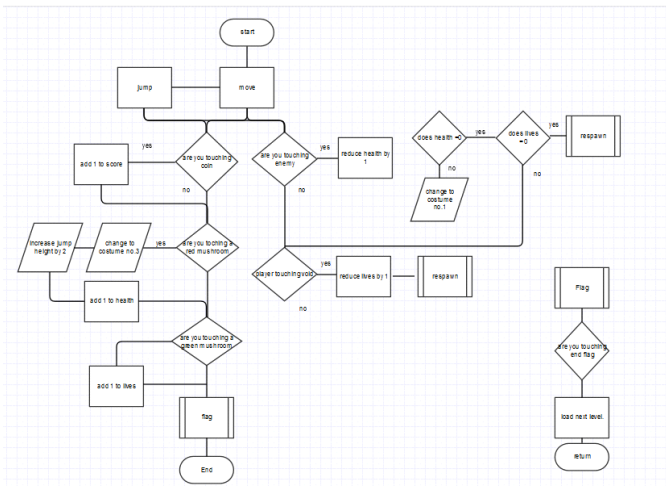 start
jump
move
yes
are you touching
coin
add 1 to score
no
are you touching
enemy
yes
reduce health by
1
no
does health =0
yes
does lives
=0
yes
respawn
no
change to
costume
no.1
no
increase jump
height by 2
change to
costume no.3
yes
are you toching a
red mushroom
add 1 to health
player touching void
yes
reduce lives by 1
respawn
no
Flag
are you touching
end flag
load next level.
return
are you touching a
green mushroom
add 1 to lives
flag
End